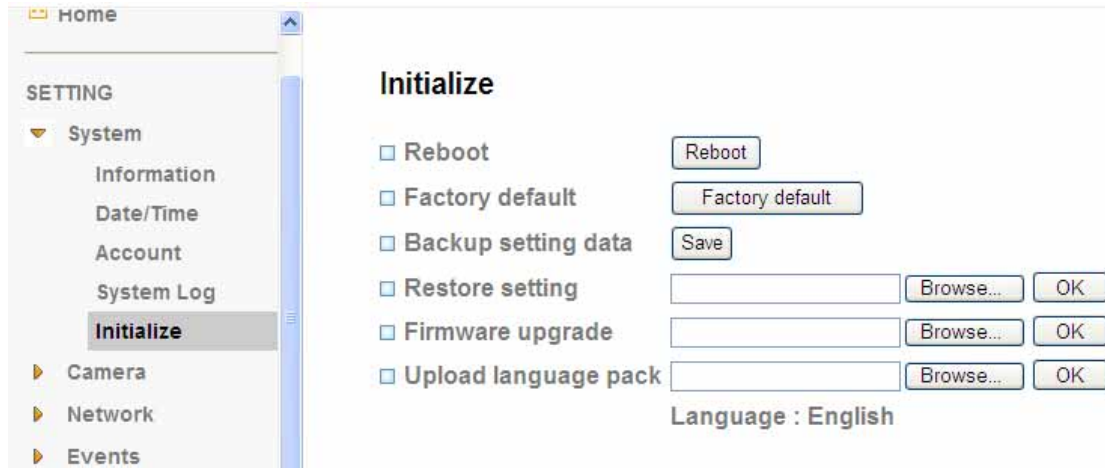 Home
SETTING
System
Information
Date/Time
Account
System Log
Initialize
Camera
Network
Events
Initialize
Reboot Reboot
Factory default Factory default
Backup setting data Save
Restore setting Browse... OK
Firmware upgrade Browse... OK
Upload language pack Browse... OK
Language : English